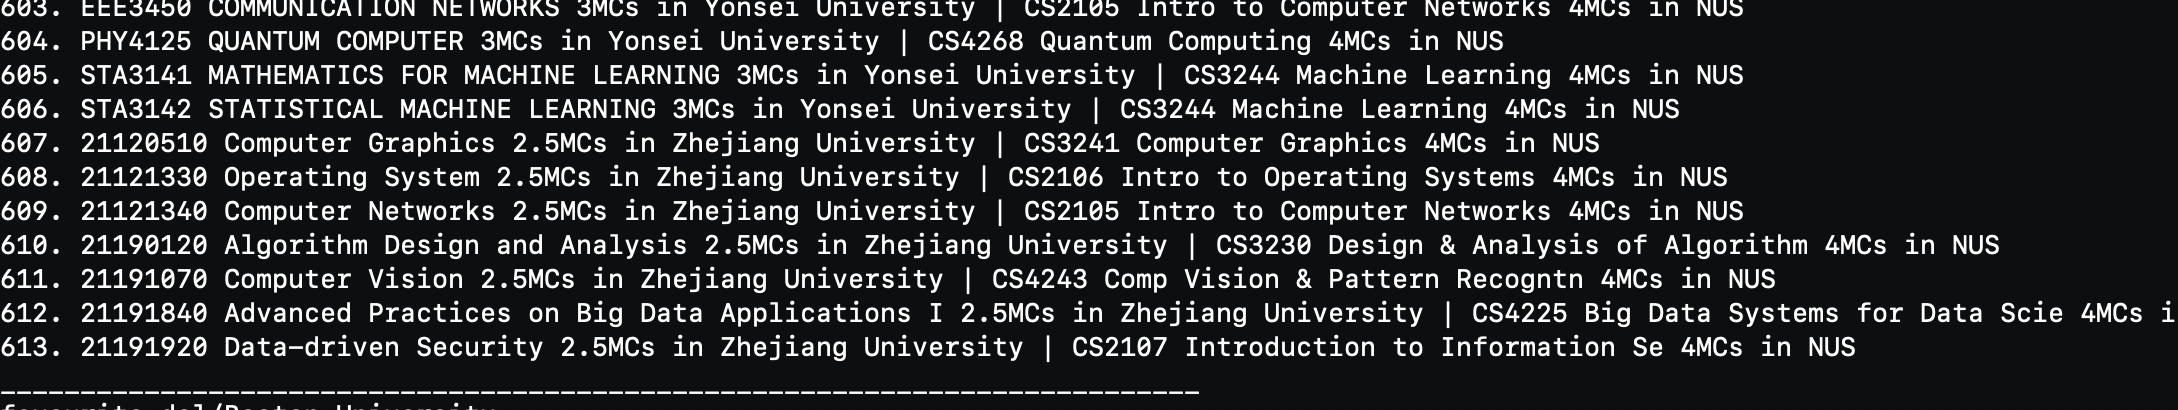 603. EEE3450 COMMUNICATION NETWORKS 3MCs in Yonsei University | CS2105 Intro to Computer Networks 4MCs in NUS
604. PHY4125 QUANTUM COMPUTER 3MCs in Yonsei University | CS4268 Quantum Computing 4MCs in NUS
605. STA3141 MATHEMATICS FOR MACHINE LEARNING 3MCs in Yonsei University | CS3244 Machine Learning 4MCs in NUS
606. STA3142 STATISTICAL MACHINE LEARNING 3MCs in Yonsei University | CS3244 Machine Learning 4MCs in NUS
607. 21120510 Computer Graphics 2.5MCs in Zhejiang University | CS3241 Computer Graphics 4MCs in NUS
608. 21121330 Operating System 2.5MCs in Zhejiang University | CS2106 Intro to Operating Systems 4MCs in NUS
609. 21121340 Computer Networks 2.5MCs in Zhejiang University | CS2105 Intro to Computer Networks 4MCs in NUS
610. 21190120 Algorithm Design and Analysis 2.5MCs in Zhejiang University | CS3230 Design & Analysis of Algorithm 4MCs in NUS
611. 21191070 Computer Vision 2.5MCs in Zhejiang University | CS4243 Comp Vision & Pattern Recogntn 4MCs in NUS
612. 21191840 Advanced Practices on Big Data Applications I 2.5MCs in Zhejiang University | CS4225 Big Data Systems for Data Scie 4MCs i
613. 21191920 Data-driven Security 2.5MCs in Zhejiang University | CS2107 Introduction to Information Se 4MCs in NUS
___________________________________________________________________________
favourite del/Boston University